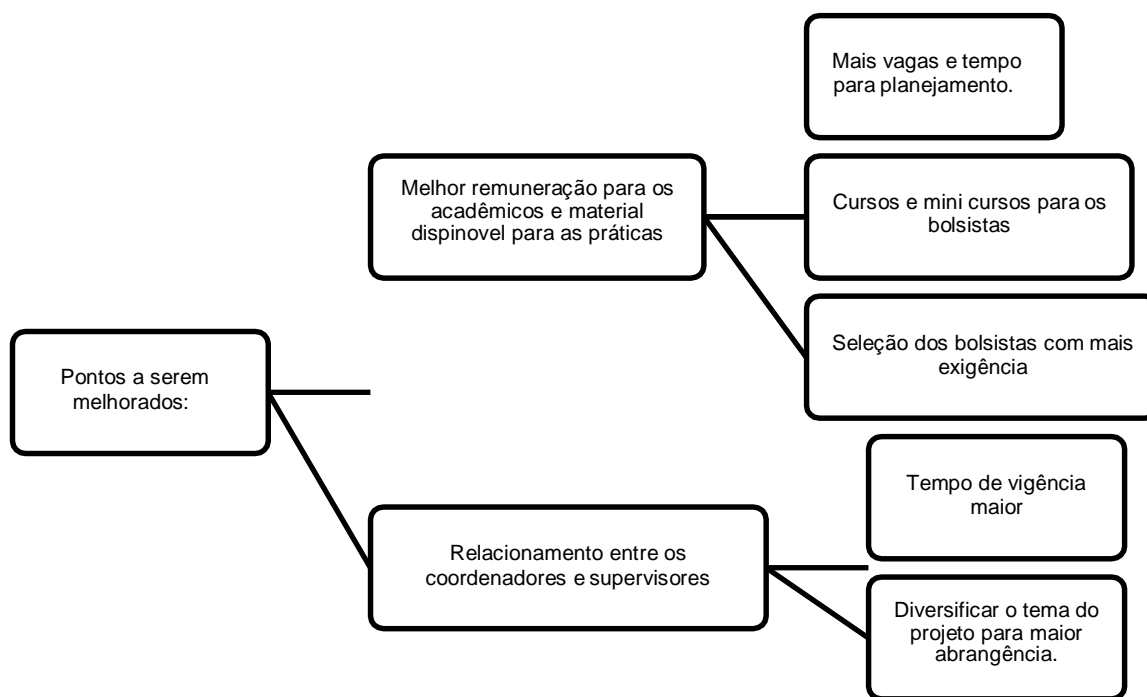 Pontos a serem
melhorados:
Melhor remuneração para os
acadêmicos e material
dispinovel para as práticas
Mais vagas e tempo
para planejamento.
Cursos e mini cursos para os
bolsistas
Seleção dos bolsistas com mais
exigência
Relacionamento entre os
coordenadores e supervisores
Tempo de vigência
maior
Diversificar o tema do
projeto para maior
abrangência.